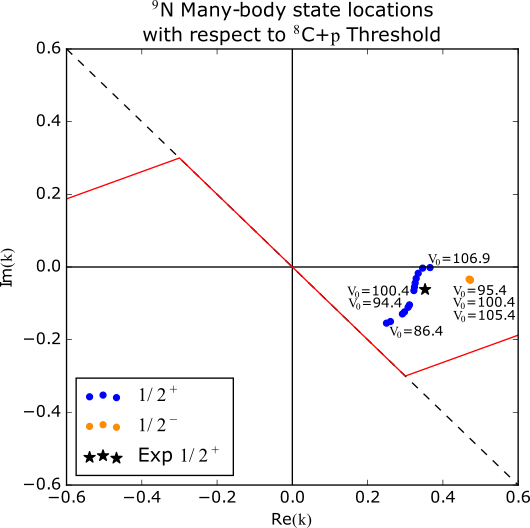 ⁹N Many-body state locations
with respect to ⁸C+p Threshold
Im(k)
0.6
0.4
0.2
0.0
−0.2
−0.4
−0.6
V₀=106.9
V₀=100.4
V₀=94.4
V₀=86.4
V₀=95.4
V₀=100.4
V₀=105.4
1/2⁺
1/2⁻
Exp 1/2⁺
−0.6 −0.4 −0.2 0.0 0.2 0.4 0.6
Re(k)